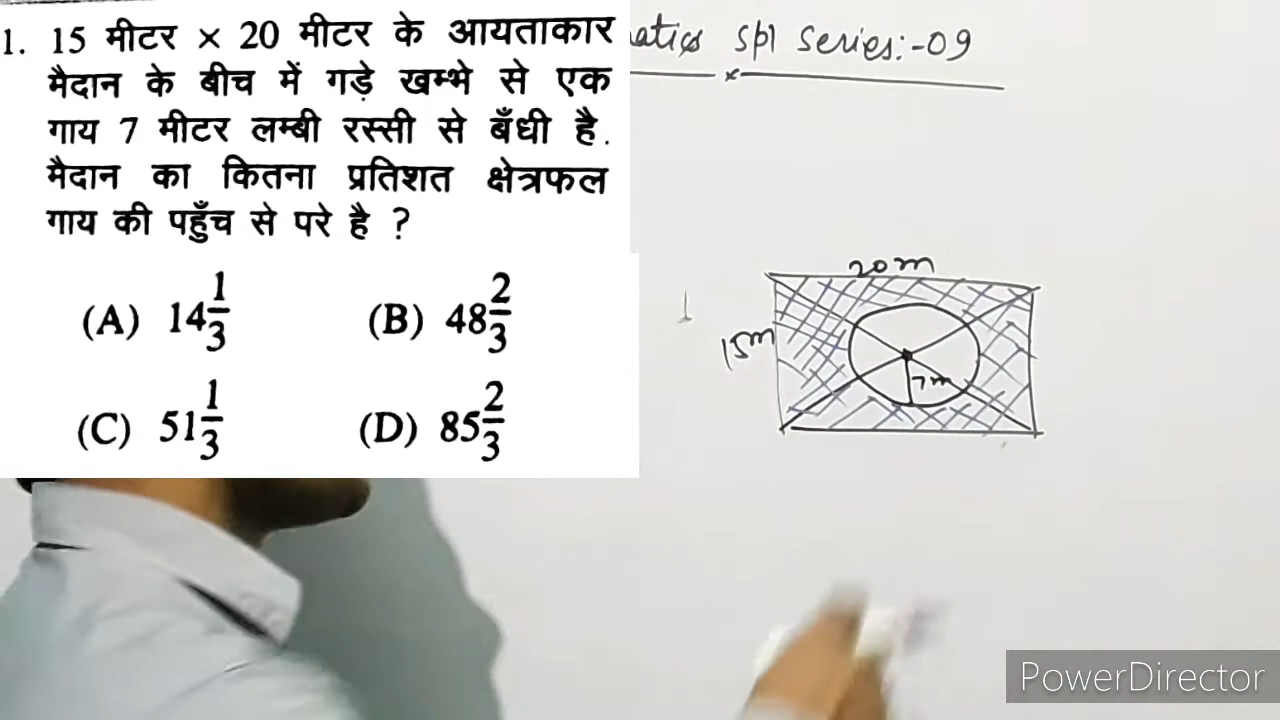 1. 15 मीटर × 20 मीटर के आयताकार
मैदान के बीच में गड़े खम्भे से एक
गाय 7 मीटर लम्बी रस्सी से बँधी है.
मैदान का कितना प्रतिशत क्षेत्रफल
गाय की पहुँच से परे है ?
(A) 14 1/3 (B) 48 2/3
(C) 51 1/3 (D) 85 2/3
spl series:-09
20m
15m
7m
PowerDirector